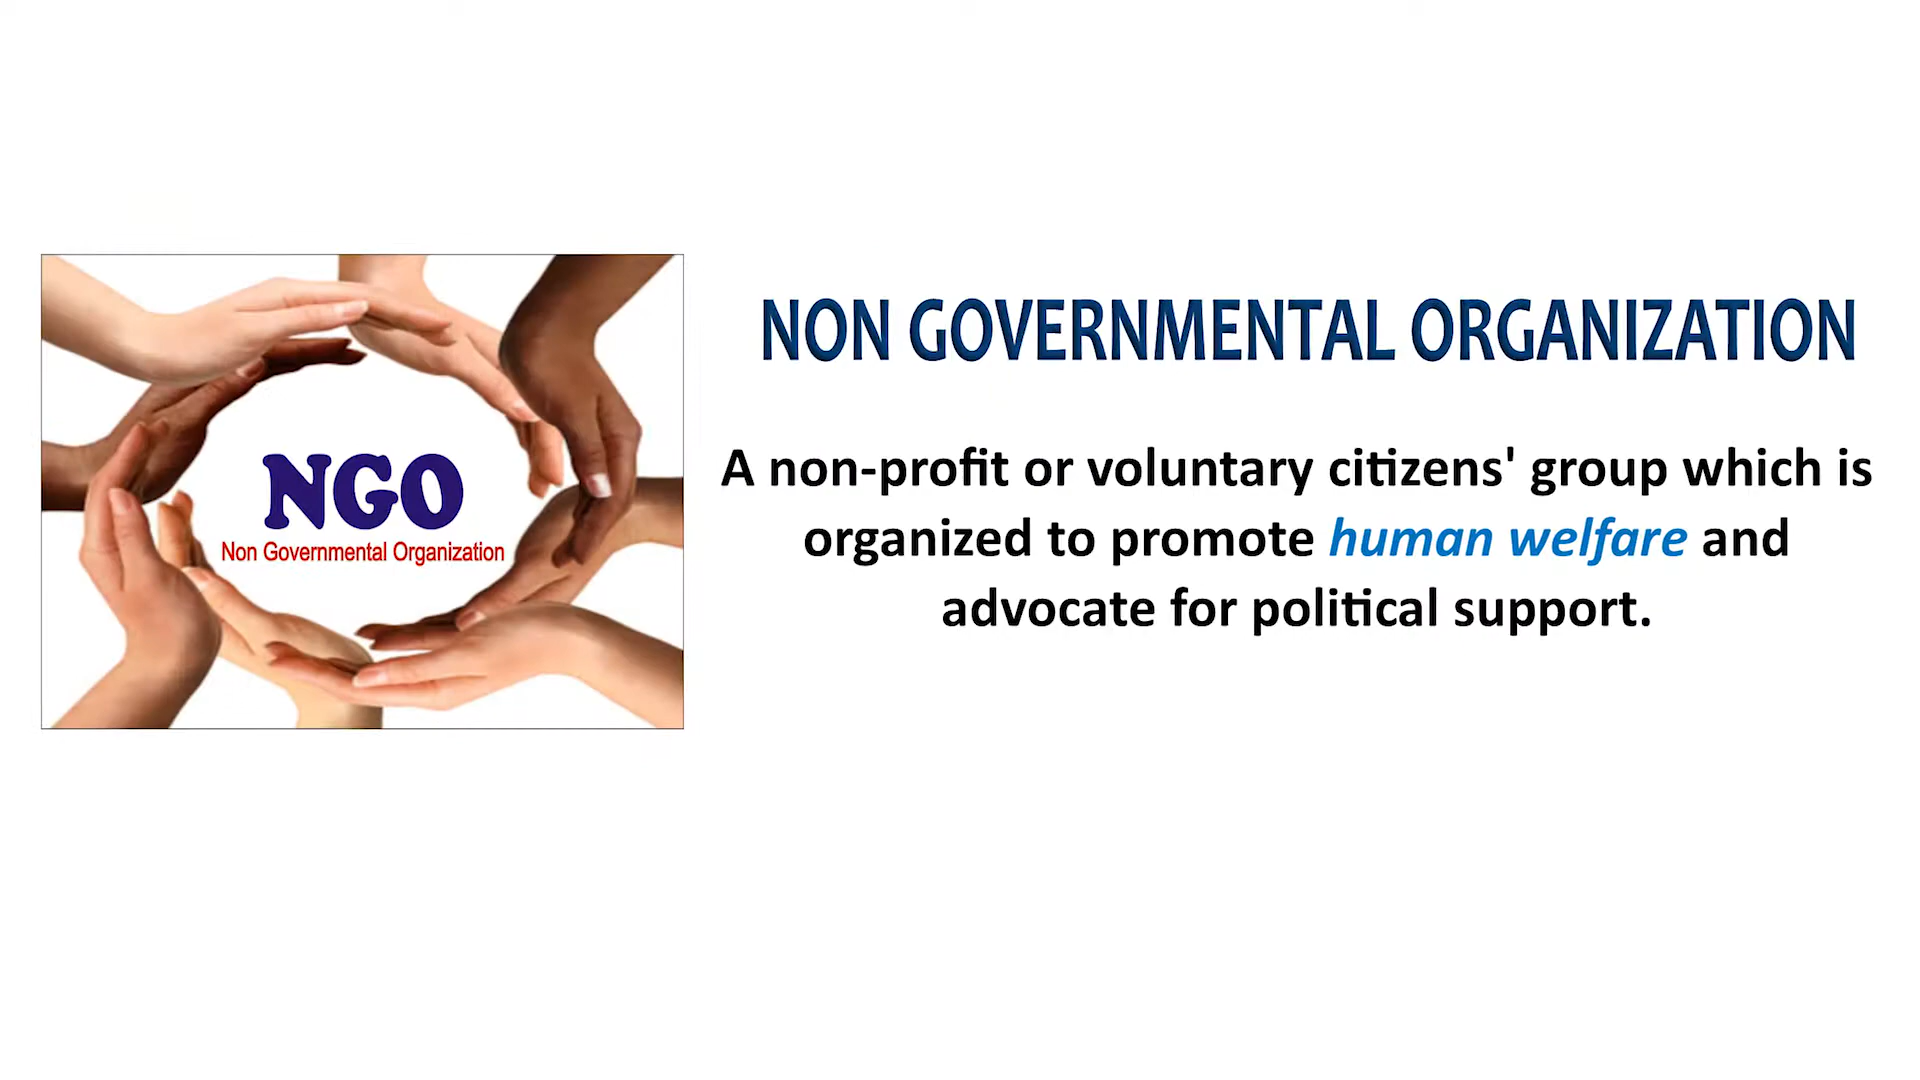 NON GOVERNMENTAL ORGANIZATION
NGO
Non Governmental Organization
A non-profit or voluntary citizens' group which is
organized to promote human welfare and
advocate for political support.